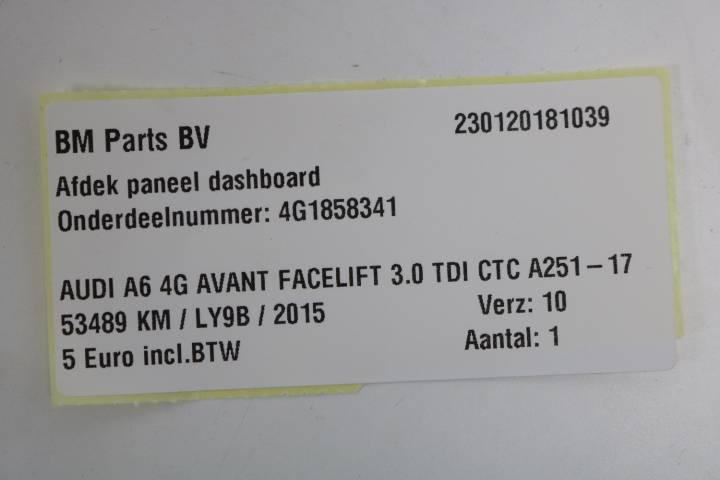 BM Parts BV 230120181039
Afdek paneel dashboard
Onderdeelnummer: 4G1858341
AUDI A6 4G AVANT FACELIFT 3.0 TDI CTC A251-17
53489 KM / LY9B / 2015 Verz: 10
5 Euro incl.BTW Aantal: 1